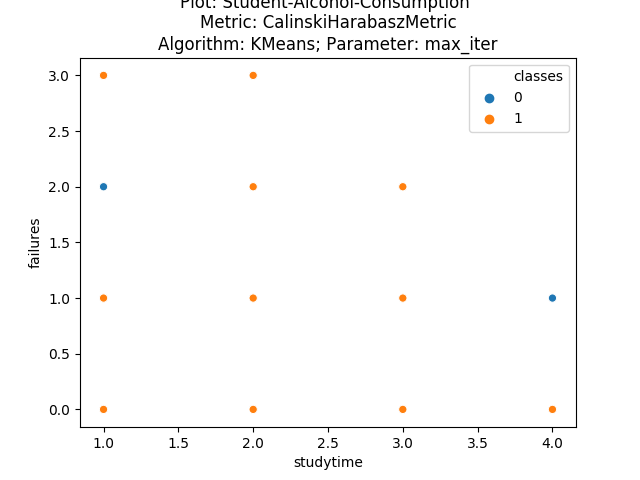 Plot: Student-Alcohol-Consumption
Metric: CalinskiHarabaszMetric
Algorithm: KMeans; Parameter: max_iter
classes
0
1
3.0
2.5
2.0
1.5
1.0
0.5
0.0
failures
1.0 1.5 2.0 2.5 3.0 3.5 4.0
studytime